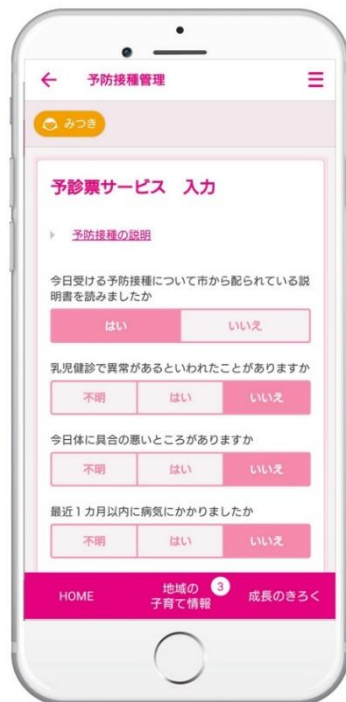 予防接種管理
みつき
予診票サービス 入力
予防接種の説明
今日受ける予防接種について市から配られている説
明書を読みましたか
はい いいえ
乳児健診で異常があるといわれたことがありますか
不明 はい いいえ
今日体に具合の悪いところがありますか
不明 はい いいえ
最近1カ月以内に病気にかかりましたか
不明 はい いいえ
HOME
地域の 3
子育て情報
成長のきろく